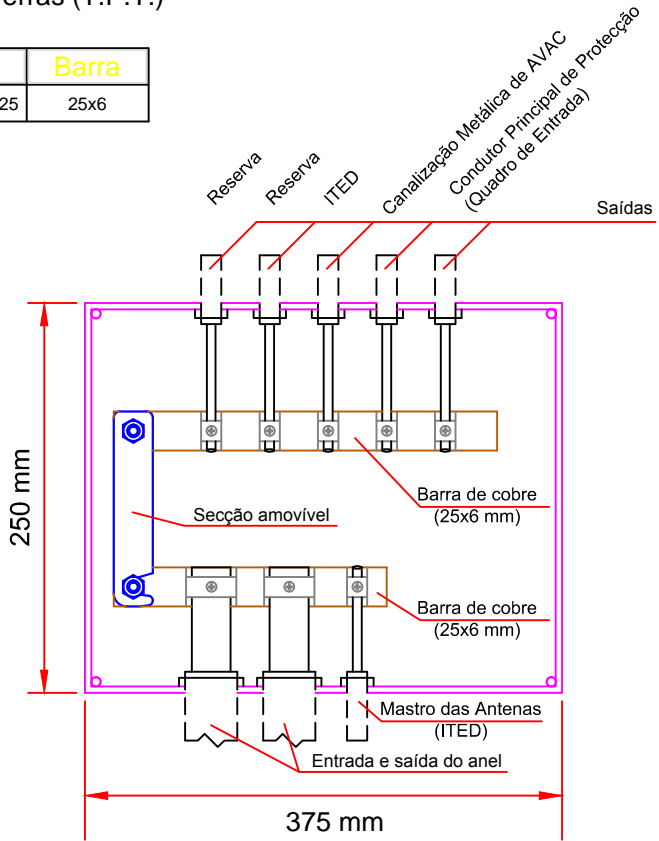 erras (T.P.T.)
Barra
25
25x6
Reserva
Reserva
ITED
Canalização Metálica de AVAC
Condutor Principal de Protecção
(Quadro de Entrada)
Saídas
250 mm
Barra de cobre
(25x6 mm)
Secção amovível
Barra de cobre
(25x6 mm)
Mastro das Antenas
(ITED)
Entrada e saída do anel
375 mm